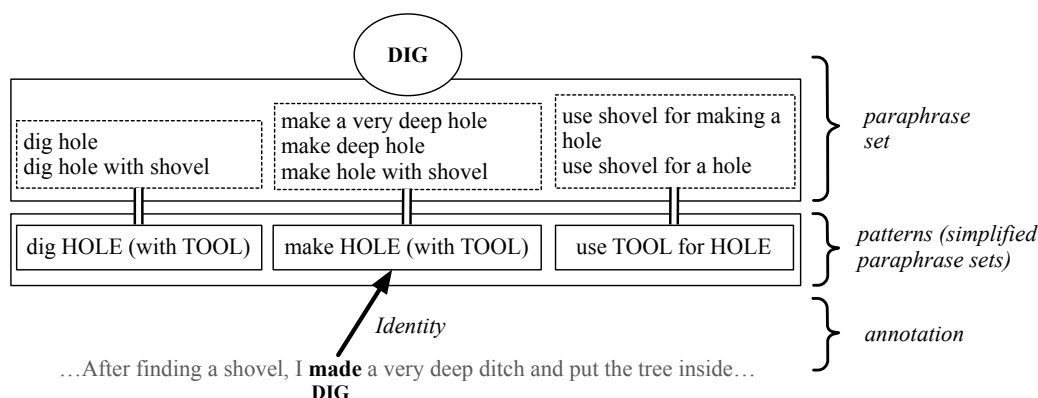 DIG
dig hole
dig hole with shovel
make a very deep hole
make deep hole
make hole with shovel
use shovel for making a
hole
use shovel for a hole
paraphrase
set
dig HOLE (with TOOL)
make HOLE (with TOOL)
use TOOL for HOLE
patterns (simplified
paraphrase sets)
Identity
annotation
…After finding a shovel, I made a very deep ditch and put the tree inside…
DIG